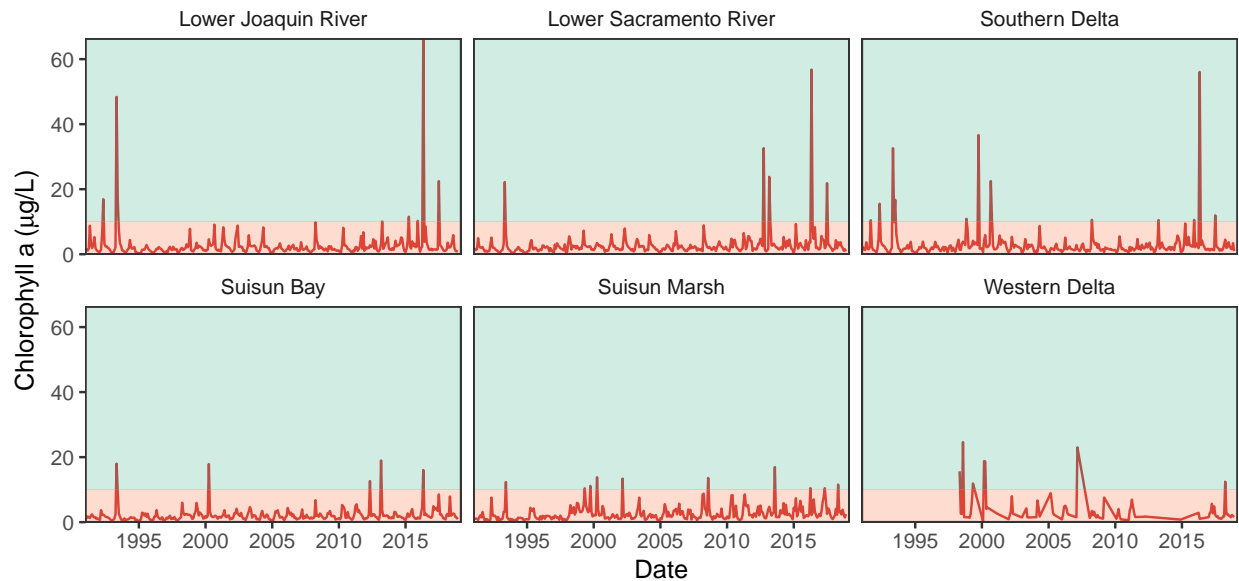 Lower Joaquin River
Lower Sacramento River
Southern Delta
60
40
20
0
Suisun Bay
Suisun Marsh
Western Delta
60
40
20
0
1995 2000 2005 2010 2015
1995 2000 2005 2010 2015
1995 2000 2005 2010 2015
Chlorophyll a (μg/L)
Date